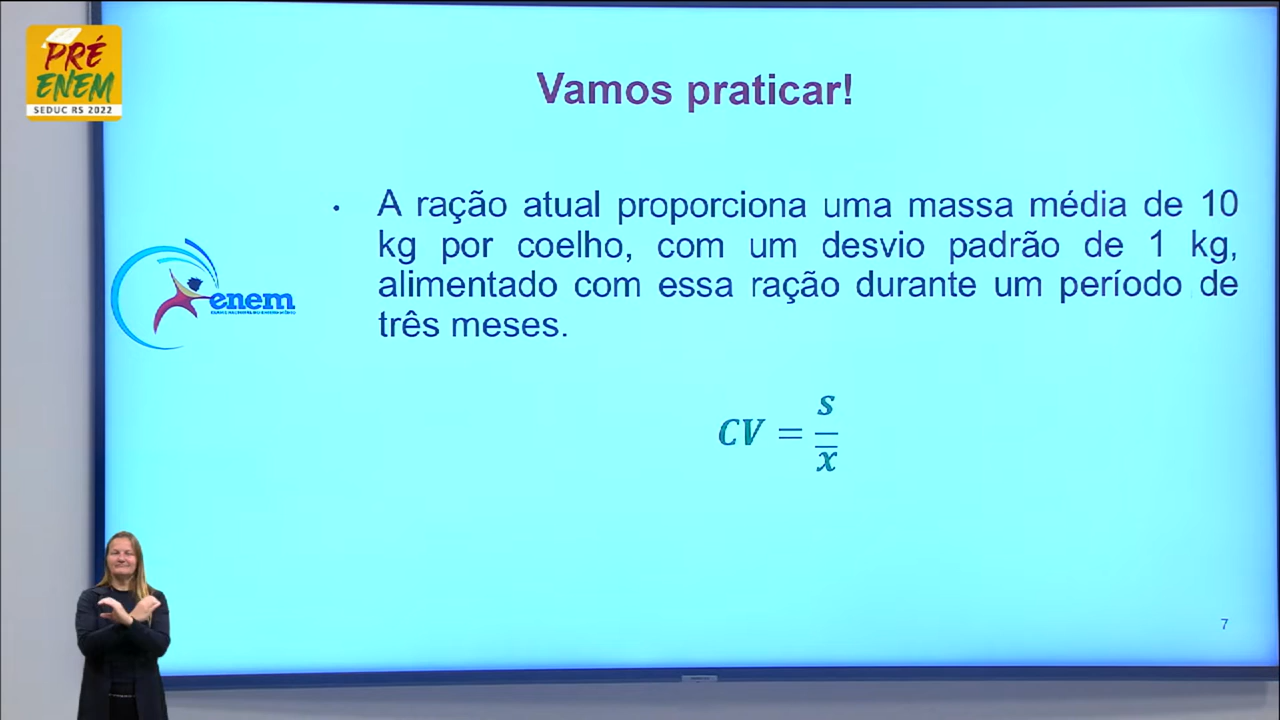 PRÉ
ENEM
SEDUC RS 2022
Vamos praticar!
• A ração atual proporciona uma massa média de 10
kg por coelho, com um desvio padrão de 1 kg,
alimentado com essa ração durante um período de
três meses.
enem
CV = s / x̅
7